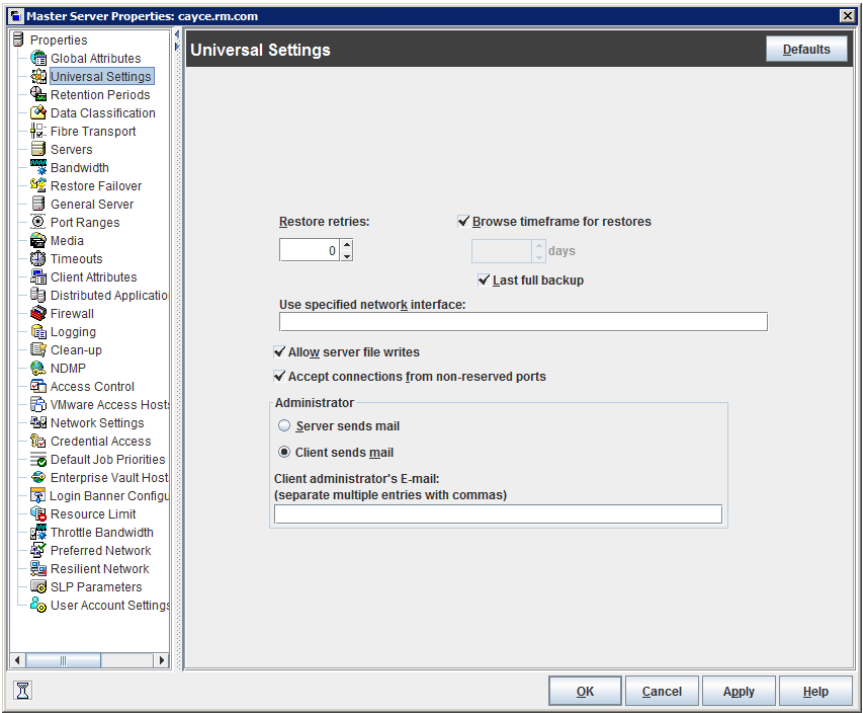 Master Server Properties: cayce.rm.com
Properties
Global Attributes
Universal Settings
Retention Periods
Data Classification
Fibre Transport
Servers
Bandwidth
Restore Failover
General Server
Port Ranges
Media
Timeouts
Client Attributes
Distributed Applicatio
Firewall
Logging
Clean-up
NDMP
Access Control
VMware Access Hosts
Network Settings
Credential Access
Default Job Priorities
Enterprise Vault Host
Login Banner Configu
Resource Limit
Throttle Bandwidth
Preferred Network
Resilient Network
SLP Parameters
User Account Settings
Universal Settings
Defaults
Restore retries:
Browse timeframe for restores
0
days
Last full backup
Use specified network interface:
Allow server file writes
Accept connections from non-reserved ports
Administrator
Server sends mail
Client sends mail
Client administrator's E-mail:
(separate multiple entries with commas)
OK Cancel Apply Help